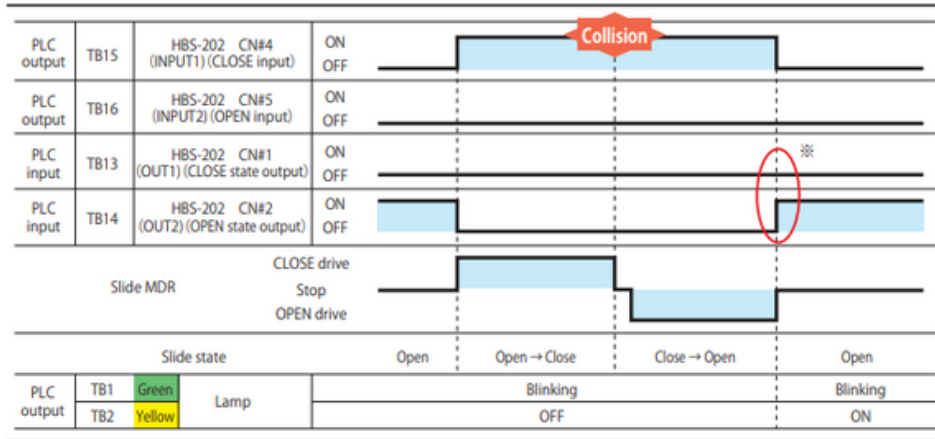 Collision
PLC output TB15 HBS-202 CN#4 (INPUT1) (CLOSE input) ON OFF
PLC output TB16 HBS-202 CN#5 (INPUT2) (OPEN input) ON OFF
PLC input TB13 HBS-202 CN#1 (OUT1) (CLOSE state output) ON OFF ※
PLC input TB14 HBS-202 CN#2 (OUT2) (OPEN state output) ON OFF
Slide MDR CLOSE drive
Stop
OPEN drive
Slide state Open Open → Close Close → Open Open
PLC output TB1 Green Lamp Blinking Blinking
TB2 Yellow OFF ON